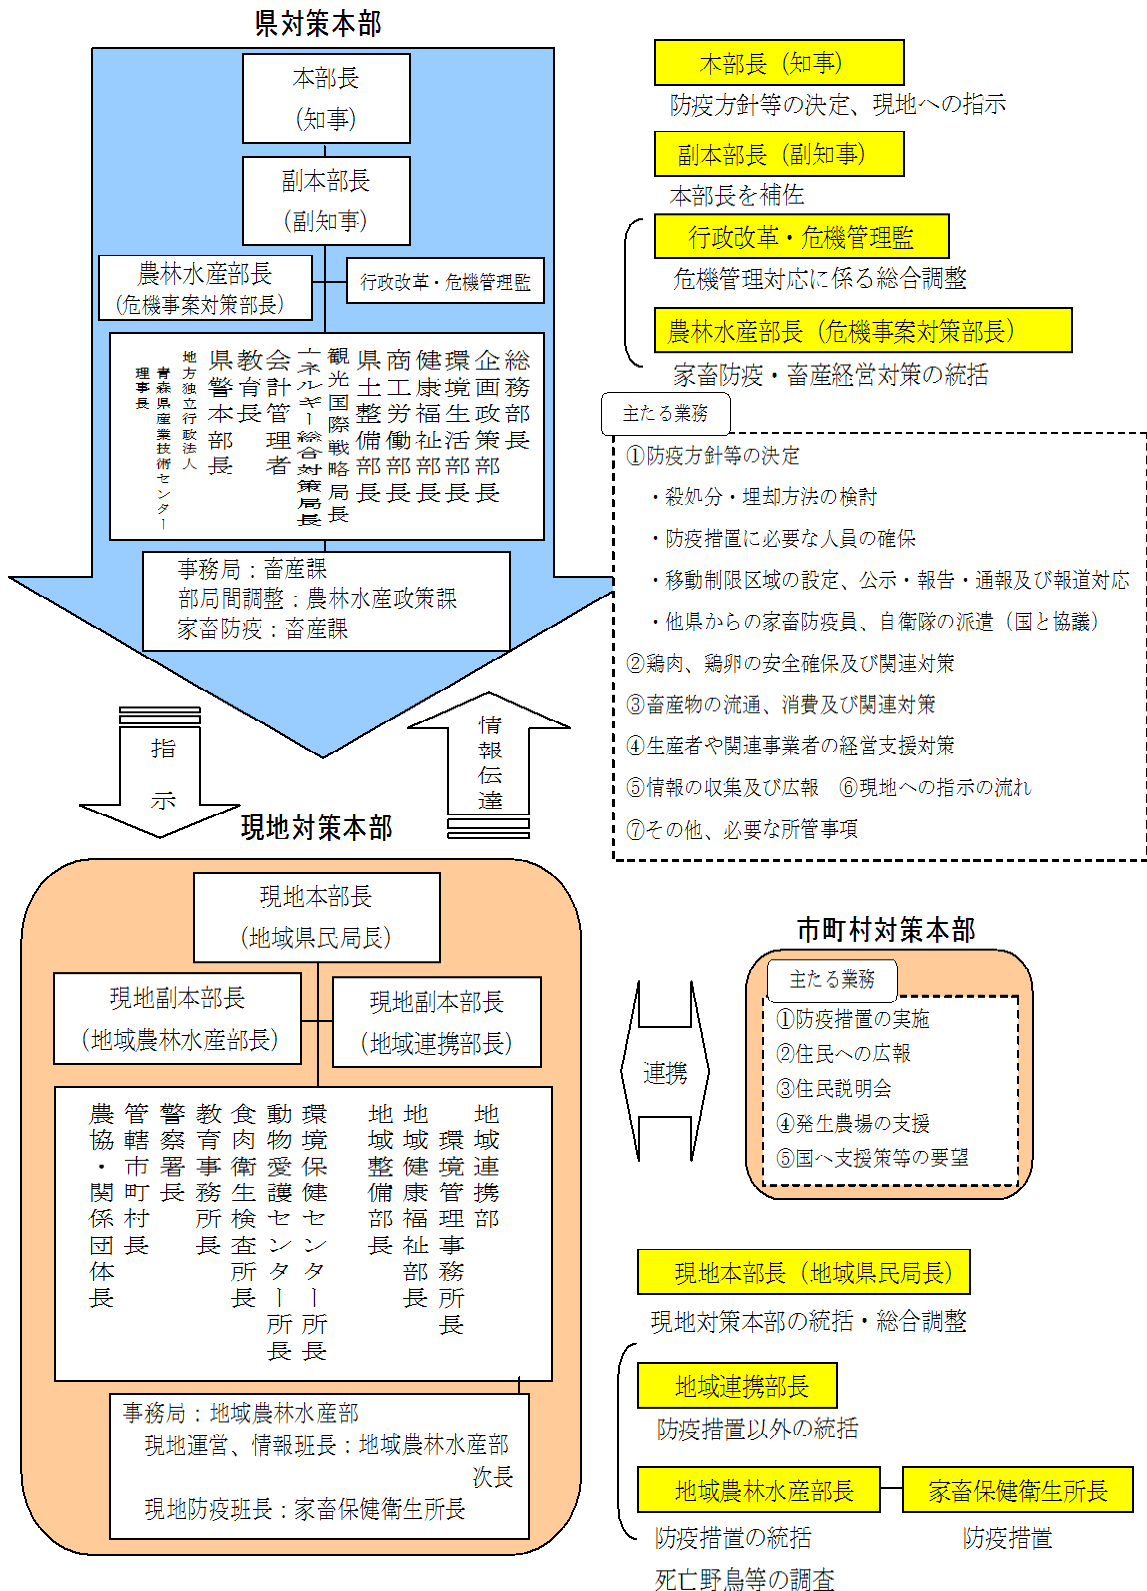 県対策本部
本部長
(知事)
副本部長
(副知事)
農林水産部長
(危機事案対策部長)
行政改革・危機管理監
総務部長
企画政策部長
環境生活部長
健康福祉部長
商工労働部長
県土整備部長
観光国際戦略局長
エネルギー総合対策局長
会計管理者
教育長
県警本部長
地方独立行政法人
青森県産業技術センター
理事長
事務局：畜産課
部局間調整：農林水産政策課
家畜防疫：畜産課
指示
情報伝達
本部長（知事）
防疫方針等の決定、現地への指示
副本部長（副知事）
本部長を補佐
行政改革・危機管理監
危機管理対応に係る総合調整
農林水産部長（危機事案対策部長）
家畜防疫・畜産経営対策の統括
主たる業務
①防疫方針等の決定
・殺処分・埋却方法の検討
・防疫措置に必要な人員の確保
・移動制限区域の設定、公示・報告・通報及び報道対応
・他県からの家畜防疫員、自衛隊の派遣（国と協議）
②鶏肉、鶏卵の安全確保及び関連対策
③畜産物の流通、消費及び関連対策
④生産者や関連事業者の経営支援対策
⑤情報の収集及び広報　⑥現地への指示の流れ
⑦その他、必要な所管事項
現地対策本部
現地本部長
(地域県民局長)
現地副本部長
(地域農林水産部長)
現地副本部長
(地域連携部長)
地域連携部
環境管理事務所長
地域健康福祉部長
地域整備部長
環境保健センター所長
動物愛護センター所長
食肉衛生検査所長
教育事務所長
警察署長
管轄市町村長
農協・関係団体長
事務局：地域農林水産部
現地運営、情報班長：地域農林水産部
次長
現地防疫班長：家畜保健衛生所長
連携
市町村対策本部
主たる業務
①防疫措置の実施
②住民への広報
③住民説明会
④発生農場の支援
⑤国へ支援策等の要望
現地本部長（地域県民局長）
現地対策本部の統括・総合調整
地域連携部長
防疫措置以外の統括
地域農林水産部長
家畜保健衛生所長
防疫措置の統括
防疫措置
死亡野鳥等の調査